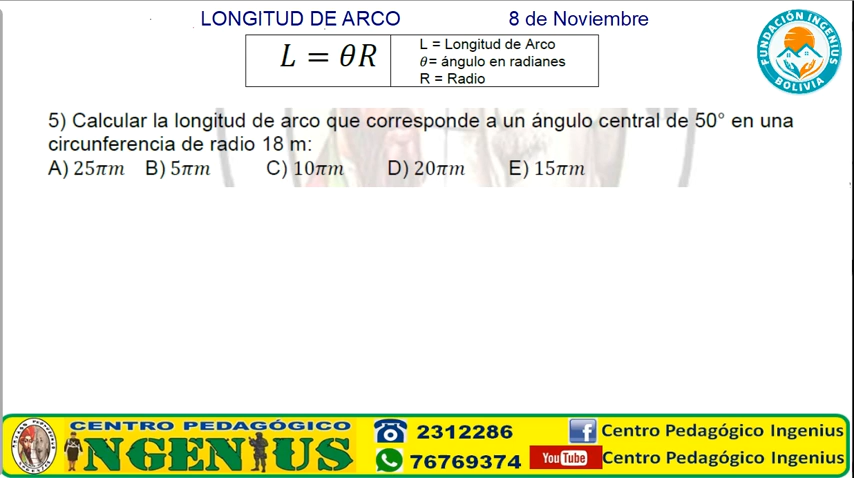 LONGITUD DE ARCO 8 de Noviembre
L = θR
L = Longitud de Arco
θ= ángulo en radianes
R = Radio
FUNDACIÓN INGENIUS
BOLIVIA
5) Calcular la longitud de arco que corresponde a un ángulo central de 50° en una
circunferencia de radio 18 m:
A) 25πm B) 5πm C) 10πm D) 20πm E) 15πm
CENTRO PEDAGÓGICO
INGENIUS
2312286
76769374
f Centro Pedagógico Ingenius
YouTube Centro Pedagógico Ingenius